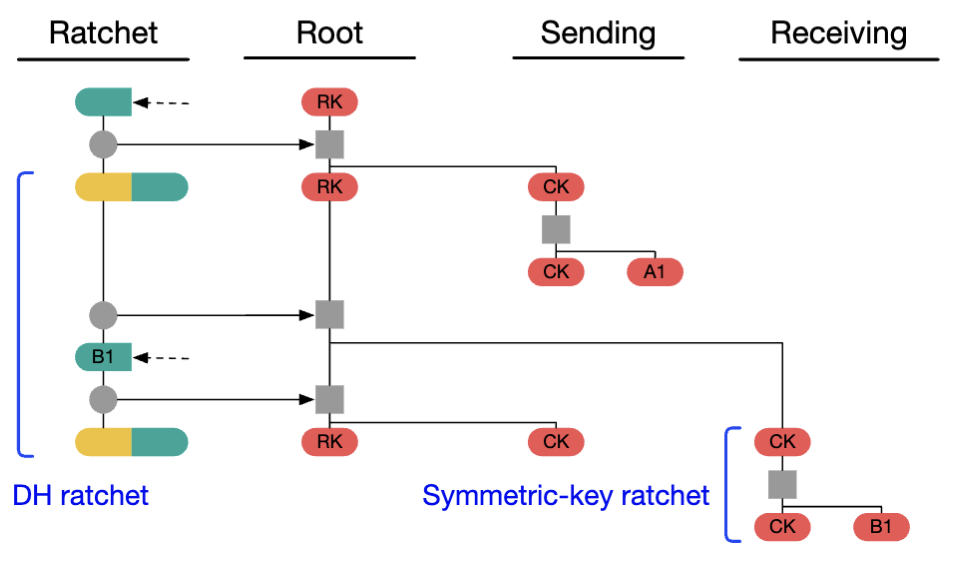 Ratchet Root Sending Receiving
RK
RK CK
CK A1
B1
RK CK CK
DH ratchet Symmetric-key ratchet
CK B1